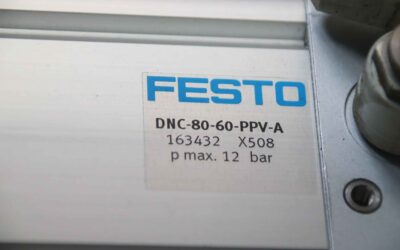 FESTO
DNC-80-60-PPV-A
163432 X508
p max. 12 bar